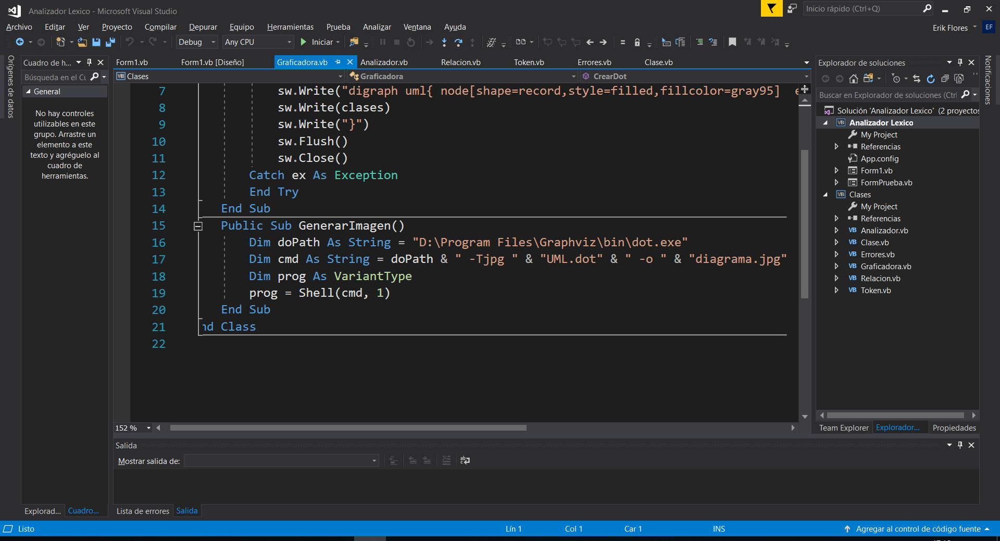 Analizador Lexico - Microsoft Visual Studio
Inicio rápido (Ctrl+Q)
Archivo Editar Ver Proyecto Compilar Depurar Equipo Herramientas Prueba Analizar Ventana Ayuda
Erik Flores EF
Debug Any CPU Iniciar
Orígenes de datos
Cuadro de h...
Búsqueda en el Cu
General
No hay controles
utilizables en este
grupo. Arrastre un
elemento a este
texto y agréguelo al
cuadro de
herramientas.
Explorad... Cuadro...
Form1.vb Form1.vb [Diseño] Graficadora.vb Analizador.vb Relacion.vb Token.vb Errores.vb Clase.vb
VB Clases Graficadora CrearDot
7 sw.Write("digraph uml{ node[shape=record,style=filled,fillcolor=gray95] e
8 sw.Write(clases)
9 sw.Write("}")
10 sw.Flush()
11 sw.Close()
12 Catch ex As Exception
13 End Try
14 End Sub
15 Public Sub GenerarImagen()
16 Dim doPath As String = "D:\Program Files\Graphviz\bin\dot.exe"
17 Dim cmd As String = doPath & " -Tjpg " & "UML.dot" & " -o " & "diagrama.jpg"
18 Dim prog As VariantType
19 prog = Shell(cmd, 1)
20 End Sub
21 nd Class
22
152 %
Salida
Mostrar salida de:
Lista de errores Salida
Explorador de soluciones
Buscar en Explorador de soluciones (Ctrl
Solución 'Analizador Lexico' (2 proyectos
VB Analizador Lexico
My Project
Referencias
App.config
Form1.vb
FormPrueba.vb
VB Clases
My Project
Referencias
VB Analizador.vb
VB Clase.vb
VB Errores.vb
VB Graficadora.vb
VB Relacion.vb
VB Token.vb
Team Explorer Explorador... Propiedades
Notificaciones
Listo Lín 1 Col 1 Car 1 INS Agregar al control de código fuente